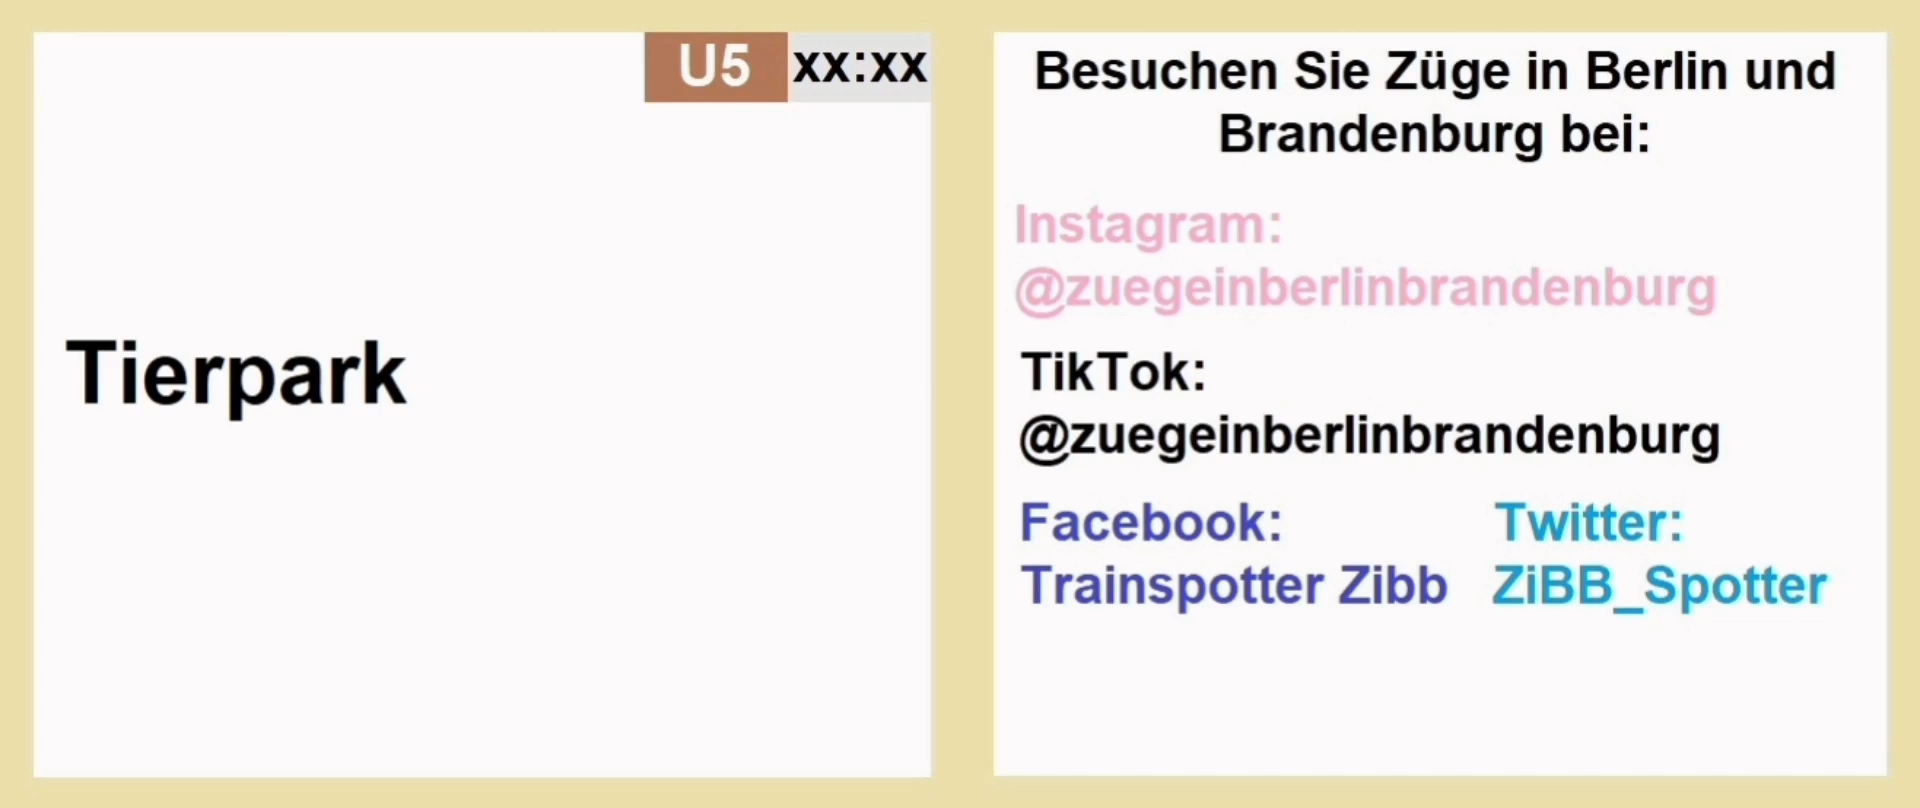 U5 xx:xx
Tierpark
Besuchen Sie Züge in Berlin und
Brandenburg bei:
Instagram:
@zuegeinberlinbrandenburg
TikTok:
@zuegeinberlinbrandenburg
Facebook:
Trainspotter Zibb
Twitter:
ZiBB_Spotter